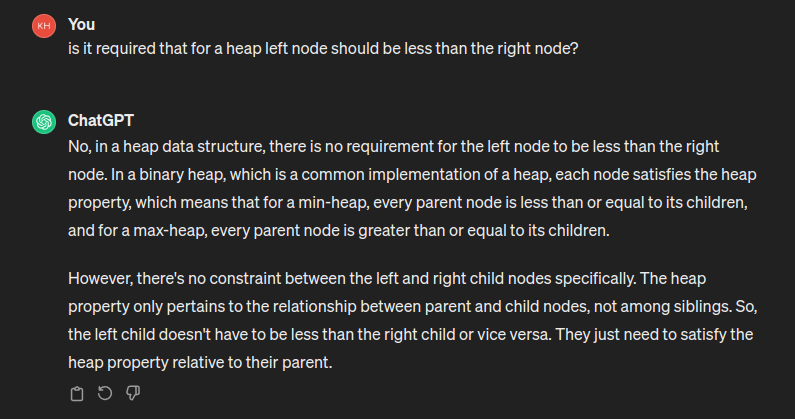 KH You
is it required that for a heap left node should be less than the right node?
ChatGPT
No, in a heap data structure, there is no requirement for the left node to be less than the right
node. In a binary heap, which is a common implementation of a heap, each node satisfies the heap
property, which means that for a min-heap, every parent node is less than or equal to its children,
and for a max-heap, every parent node is greater than or equal to its children.
However, there's no constraint between the left and right child nodes specifically. The heap
property only pertains to the relationship between parent and child nodes, not among siblings. So,
the left child doesn't have to be less than the right child or vice versa. They just need to satisfy the
heap property relative to their parent.